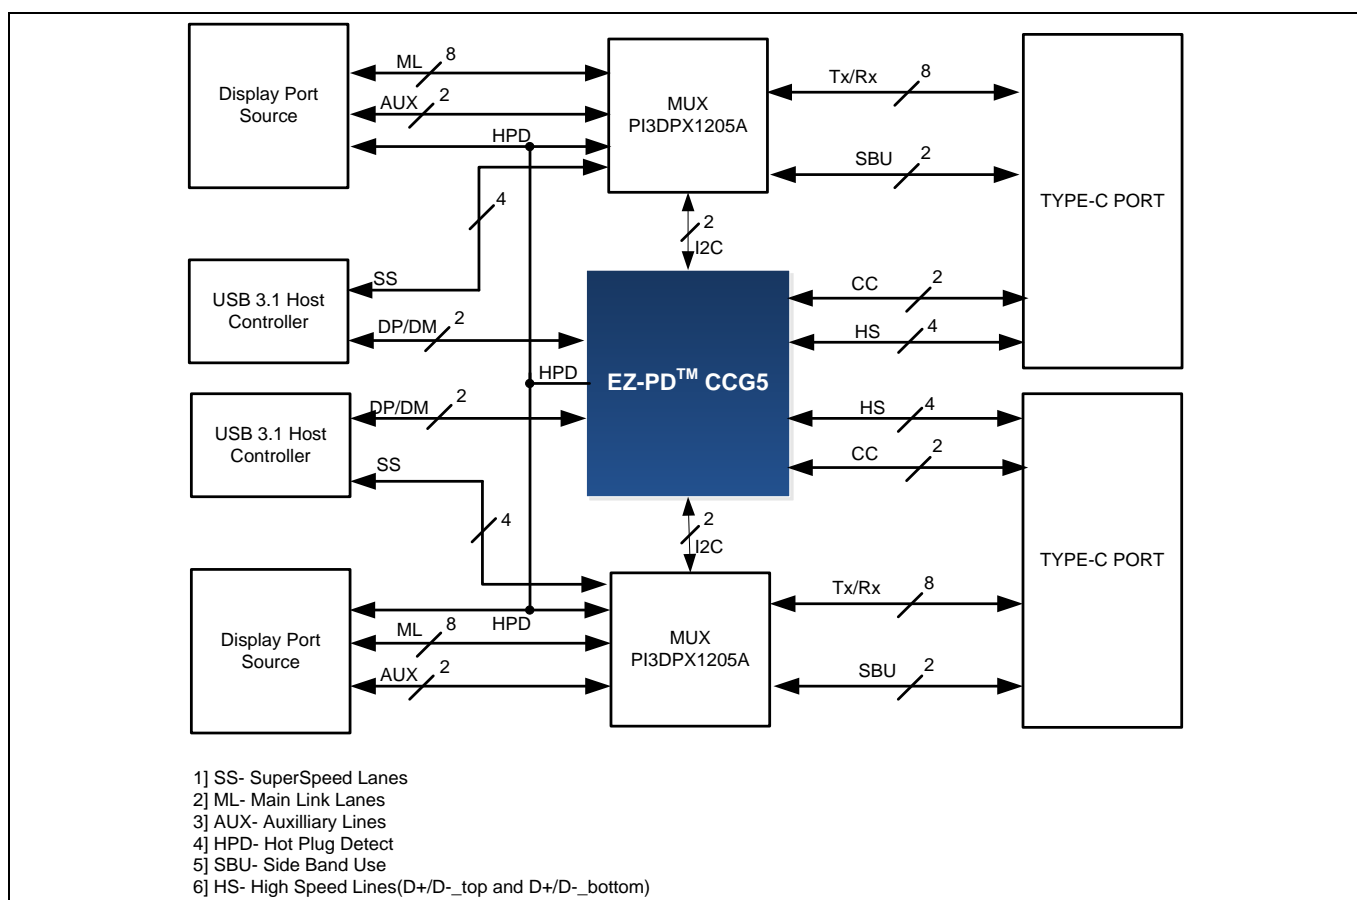 Display Port
Source
ML
8
AUX
2
HPD
MUX
PI3DPX1205A
Tx/Rx
8
SBU
2
TYPE-C PORT
4
2
I2C
USB 3.1 Host
Controller
SS
DP/DM
2
CC
2
HS
4
HPD
EZ-PD™ CCG5
USB 3.1 Host
Controller
DP/DM
2
SS
4
HS
4
CC
2
2
I2C
TYPE-C PORT
Display Port
Source
HPD
ML
8
AUX
2
MUX
PI3DPX1205A
Tx/Rx
8
SBU
2
1] SS- SuperSpeed Lanes
2] ML- Main Link Lanes
3] AUX- Auxilliary Lines
4] HPD- Hot Plug Detect
5] SBU- Side Band Use
6] HS- High Speed Lines(D+/D-_top and D+/D-_bottom)